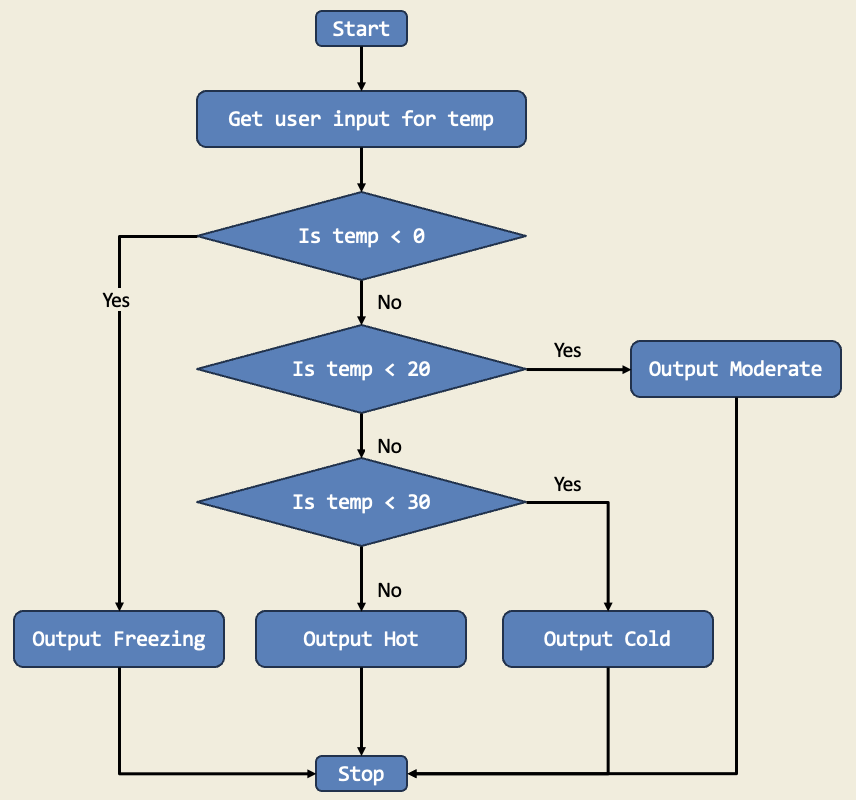 Start
Get user input for temp
Is temp < 0
Yes
No
Is temp < 20
Yes
Output Moderate
No
Is temp < 30
Yes
No
Output Freezing
Output Hot
Output Cold
Stop